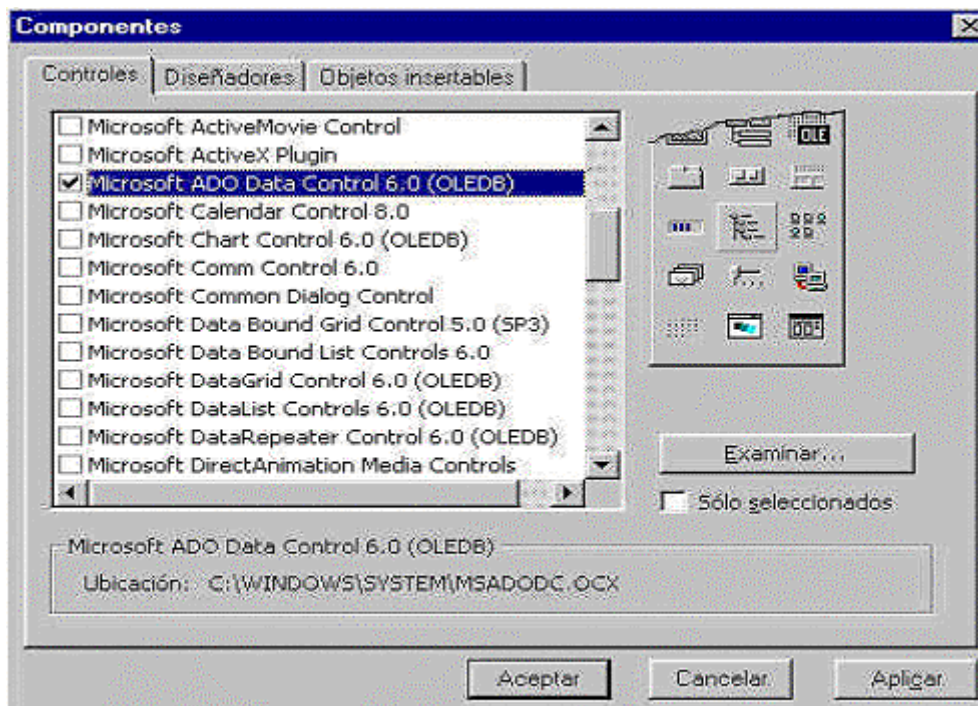 Componentes
Controles Diseñadores Objetos insertables
Microsoft ActiveMovie Control
Microsoft ActiveX Plugin
Microsoft ADO Data Control 6.0 (OLEDB)
Microsoft Calendar Control 8.0
Microsoft Chart Control 6.0 (OLEDB)
Microsoft Comm Control 6.0
Microsoft Common Dialog Control
Microsoft Data Bound Grid Control 5.0 (SP3)
Microsoft Data Bound List Controls 6.0
Microsoft DataGrid Control 6.0 (OLEDB)
Microsoft DataList Controls 6.0 (OLEDB)
Microsoft DataRepeater Control 6.0 (OLEDB)
Microsoft DirectAnimation Media Controls
OLE
Examinar...
Sólo seleccionados
Microsoft ADO Data Control 6.0 (OLEDB)
Ubicación: C:\WINDOWS\SYSTEM\MSADODC.OCX
Aceptar Cancelar Aplicar